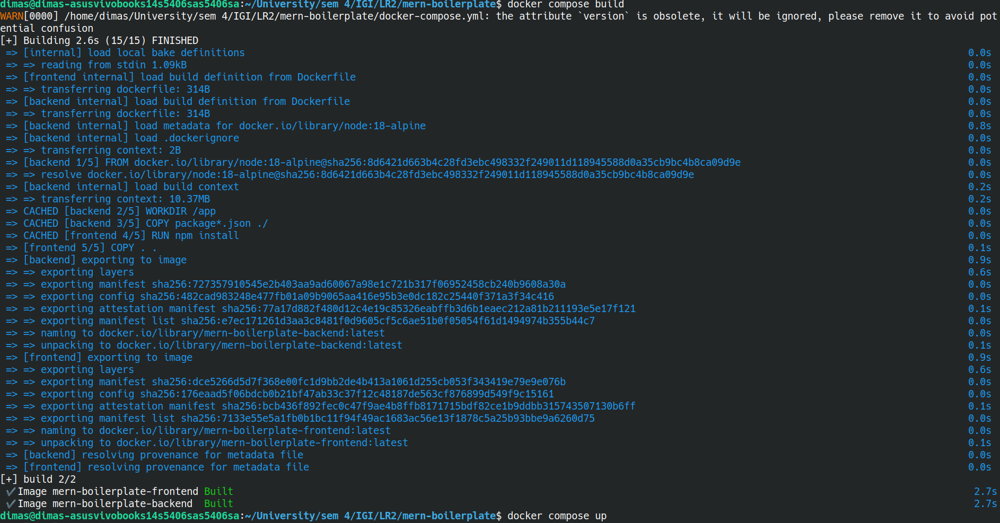 dimas@dimas-asusvivobooks14s5406sas5406sa:~/University/sem 4/IGI/LR2/mern-boilerplate$ docker compose build
WARN[0000] /home/dimas/University/sem 4/IGI/LR2/mern-boilerplate/docker-compose.yml: the attribute `version` is obsolete, it will be ignored, please remove it to avoid pot
ential confusion
[+] Building 2.6s (15/15) FINISHED
=> [internal] load local bake definitions 0.0s
=> => reading from stdin 1.09kB 0.0s
=> [frontend internal] load build definition from Dockerfile 0.0s
=> => transferring dockerfile: 314B 0.0s
=> [backend internal] load build definition from Dockerfile 0.0s
=> => transferring dockerfile: 314B 0.0s
=> [backend internal] load metadata for docker.io/library/node:18-alpine 0.8s
=> [backend internal] load .dockerignore 0.0s
=> => transferring context: 2B 0.0s
=> [backend 1/5] FROM docker.io/library/node:18-alpine@sha256:8d6421d663b4c28fd3ebc498332f249011d118945588d0a35cb9bc4b8ca09d9e 0.0s
=> => resolve docker.io/library/node:18-alpine@sha256:8d6421d663b4c28fd3ebc498332f249011d118945588d0a35cb9bc4b8ca09d9e 0.0s
=> [backend internal] load build context 0.2s
=> => transferring context: 10.37MB 0.2s
=> CACHED [backend 2/5] WORKDIR /app 0.0s
=> CACHED [backend 3/5] COPY package*.json ./ 0.0s
=> CACHED [frontend 4/5] RUN npm install 0.0s
=> [frontend 5/5] COPY . . 0.1s
=> [backend] exporting to image 0.9s
=> => exporting layers 0.6s
=> => exporting manifest sha256:727357910545e2b403aa9ad60067a98e1c721b317f06952458cb240b9608a30a 0.0s
=> => exporting config sha256:482cad983248e477fb01a09b9065aa416e95b3e0dc182c25440f371a3f34c416 0.0s
=> => exporting attestation manifest sha256:77a17d882f480d12c4e19c85326eabffb3d6b1eaec212a81b211193e5e17f121 0.1s
=> => exporting manifest list sha256:e7ec171261d3aa3c8481f0d9605cf5c6ae51b0f05054f61d1494974b355b44c7 0.0s
=> => naming to docker.io/library/mern-boilerplate-backend:latest 0.0s
=> => unpacking to docker.io/library/mern-boilerplate-backend:latest 0.1s
=> [frontend] exporting to image 0.9s
=> => exporting layers 0.6s
=> => exporting manifest sha256:dce5266d5d7f368e00fc1d9bb2de4b413a1061d255cb053f343419e79e9e076b 0.0s
=> => exporting config sha256:176eaad5f06bdcb0b21bf47ab33c37f12c48187de563cf876899d549f9c15161 0.0s
=> => exporting attestation manifest sha256:bcb436f892fec0c47f9ae4b8ffb8171715bdf82ce1b9ddbb315743507130b6ff 0.1s
=> => exporting manifest list sha256:7133e55e5a1fb0b1bc11f94f49ac1683ac56e13f1878c5a25b93bbe9a6260d75 0.0s
=> => naming to docker.io/library/mern-boilerplate-frontend:latest 0.0s
=> => unpacking to docker.io/library/mern-boilerplate-frontend:latest 0.1s
=> [backend] resolving provenance for metadata file 0.0s
=> [frontend] resolving provenance for metadata file 0.0s
[+] build 2/2
✔Image mern-boilerplate-frontend Built 2.7s
✔Image mern-boilerplate-backend Built 2.7s
dimas@dimas-asusvivobooks14s5406sas5406sa:~/University/sem 4/IGI/LR2/mern-boilerplate$ docker compose up